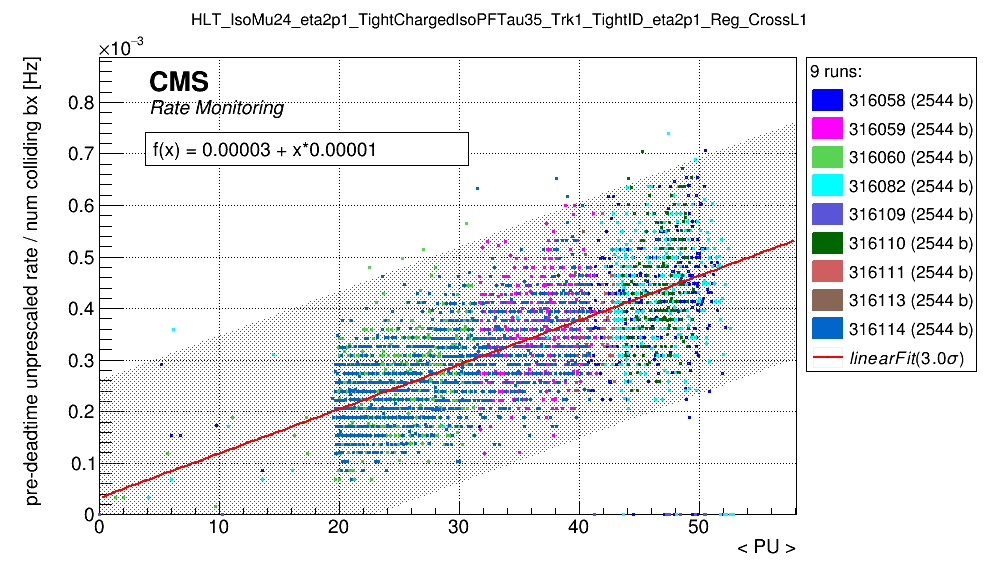 HLT_IsoMu24_eta2p1_TightChargedIsoPFTau35_Trk1_TightID_eta2p1_Reg_CrossL1
×10⁻³
CMS
Rate Monitoring
f(x) = 0.00003 + x*0.00001
pre-deadtime unprescaled rate / num colliding bx [Hz]
0.8
0.7
0.6
0.5
0.4
0.3
0.2
0.1
0
0 10 20 30 40 50
< PU >
9 runs:
316058 (2544 b)
316059 (2544 b)
316060 (2544 b)
316082 (2544 b)
316109 (2544 b)
316110 (2544 b)
316111 (2544 b)
316113 (2544 b)
316114 (2544 b)
linearFit(3.0σ)